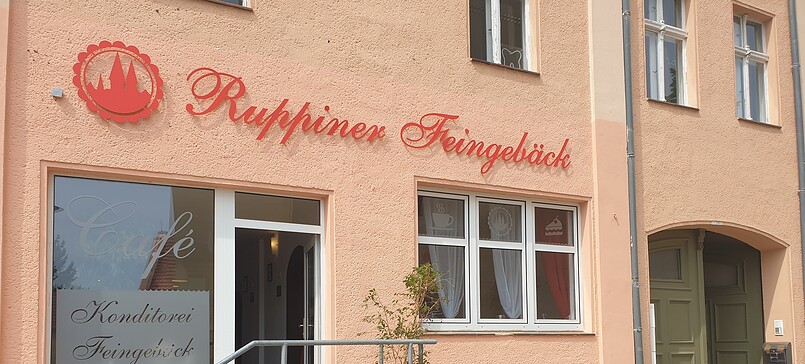 Ruppiner Feingebäck
Café
Konditorei
Feingebäck